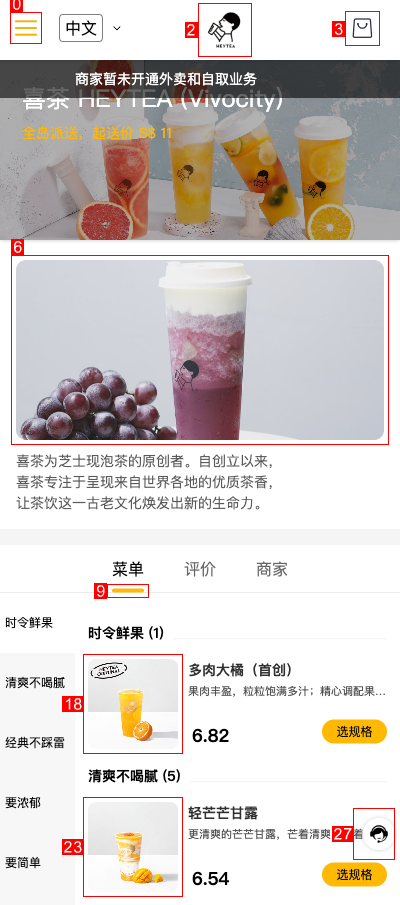 0
中文
2
HEYTEA
3
商家暂未开通外卖和自取业务
喜茶 HEYTEA (Vivocity)
全岛派送，起送价 S$ 11
6
喜茶为芝士现泡茶的原创者。自创立以来，
喜茶专注于呈现来自世界各地的优质茶香，
让茶饮这一古老文化焕发出新的生命力。
菜单
评价
商家
9
时令鲜果
时令鲜果 (1)
清爽不喝腻
18
多肉大橘（首创）
果肉丰盈，粒粒饱满多汁；精心调配果...
经典不踩雷
6.82
选规格
清爽不喝腻 (5)
要浓郁
轻芒芒甘露
更清爽的芒芒甘露，芒着清爽
27
着
23
要简单
6.54
选规格